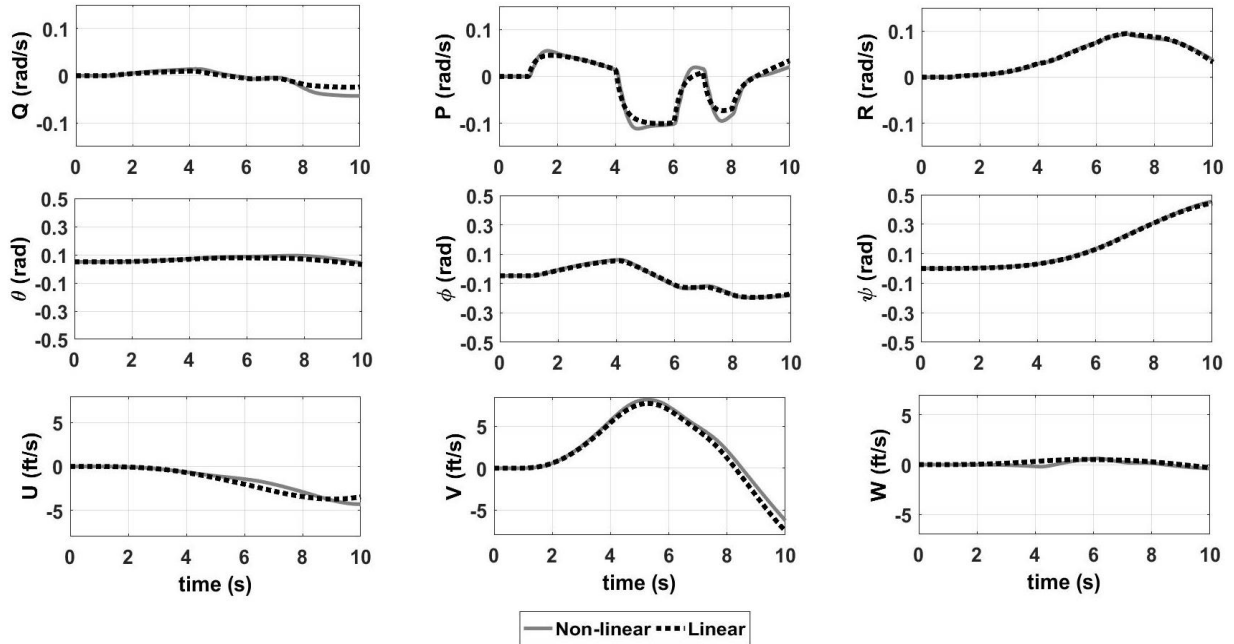 0.1
0
-0.1
Q (rad/s)
0 2 4 6 8 10
0.1
0
-0.1
P (rad/s)
0 2 4 6 8 10
0.1
0
-0.1
R (rad/s)
0 2 4 6 8 10
0.5
0.3
0.1
-0.1
-0.3
-0.5
θ (rad)
0 2 4 6 8 10
0.5
0.3
0.1
-0.1
-0.3
-0.5
ϕ (rad)
0 2 4 6 8 10
0.5
0.3
0.1
-0.1
-0.3
-0.5
ψ (rad)
0 2 4 6 8 10
5
0
-5
U (ft/s)
0 2 4 6 8 10
time (s)
5
0
-5
V (ft/s)
0 2 4 6 8 10
time (s)
5
0
-5
W (ft/s)
0 2 4 6 8 10
time (s)
Non-linear Linear